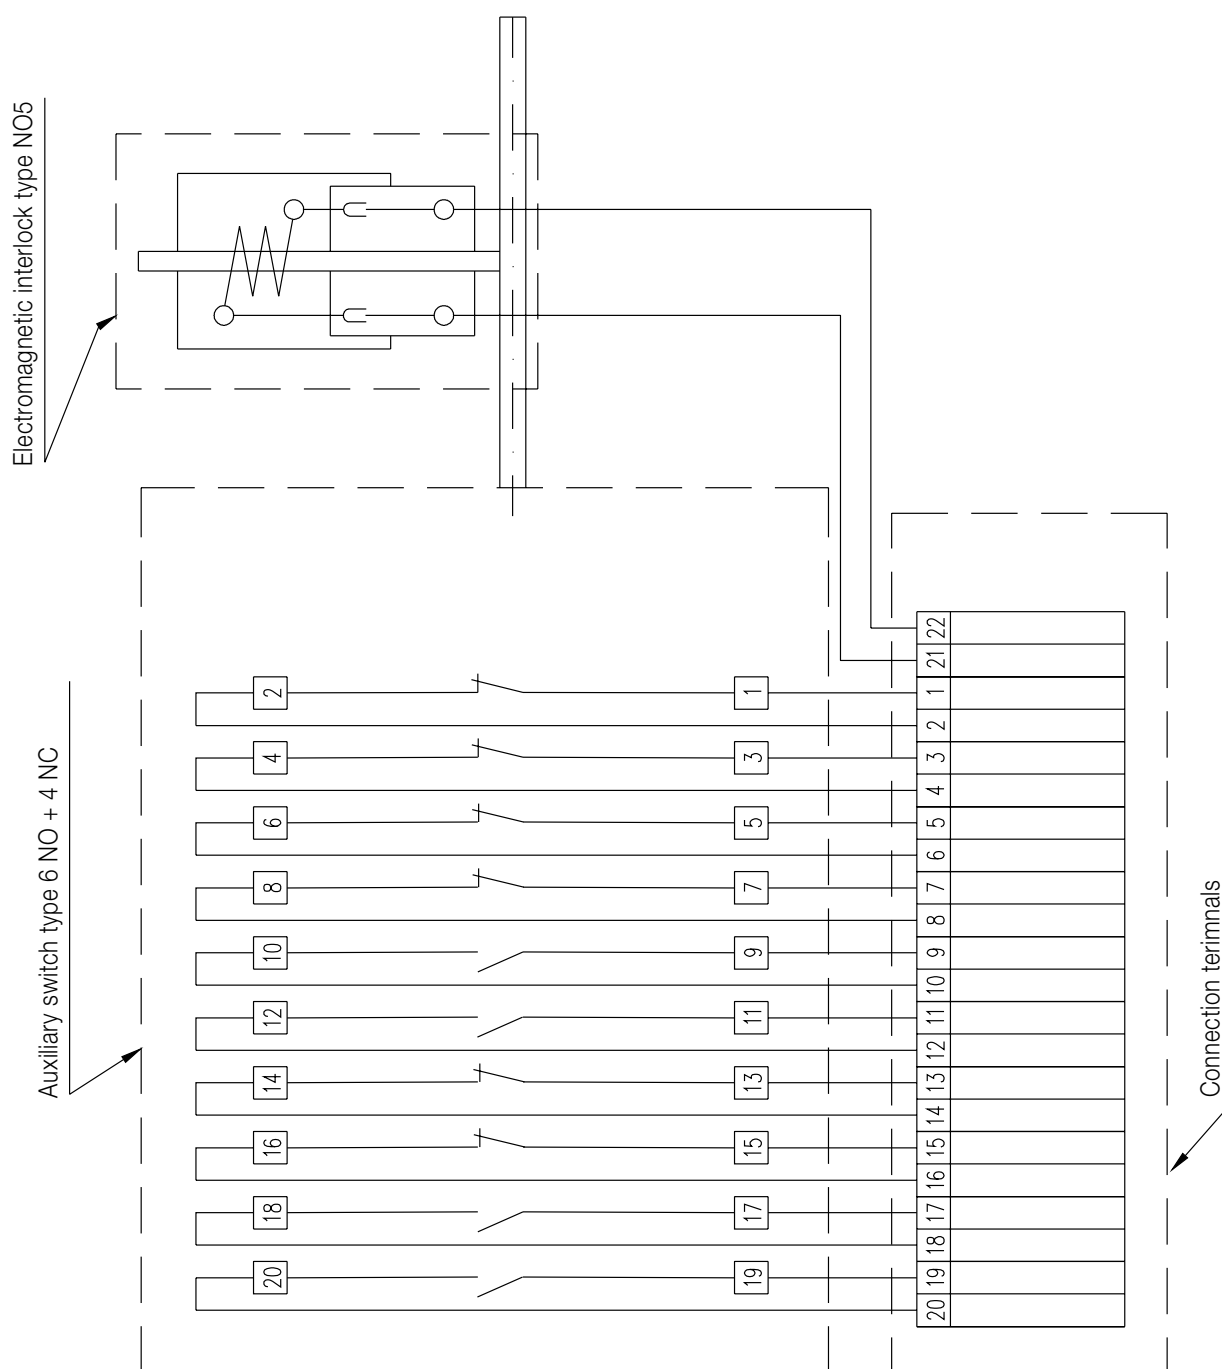 Electromagnetic interlock type NO5
Auxiliary switch type 6 NO + 4 NC
Connection terimnals
22
21
2 1 1
2
4 3 3
4
6 5 5
6
8 7 7
8
10 9 9
10
12 11 11
12
14 13 13
14
16 15 15
16
18 17 17
18
20 19 19
20